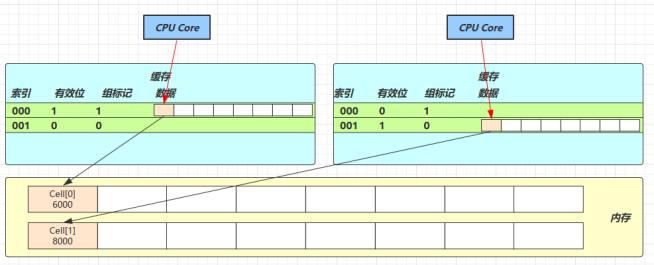 CPU Core
CPU Core
缓存
索引 有效位 组标记 数据
000 1 1
001 0 0
缓存
索引 有效位 组标记 数据
000 0 1
001 1 0
Cell[0]
6000
内存
Cell[1]
8000